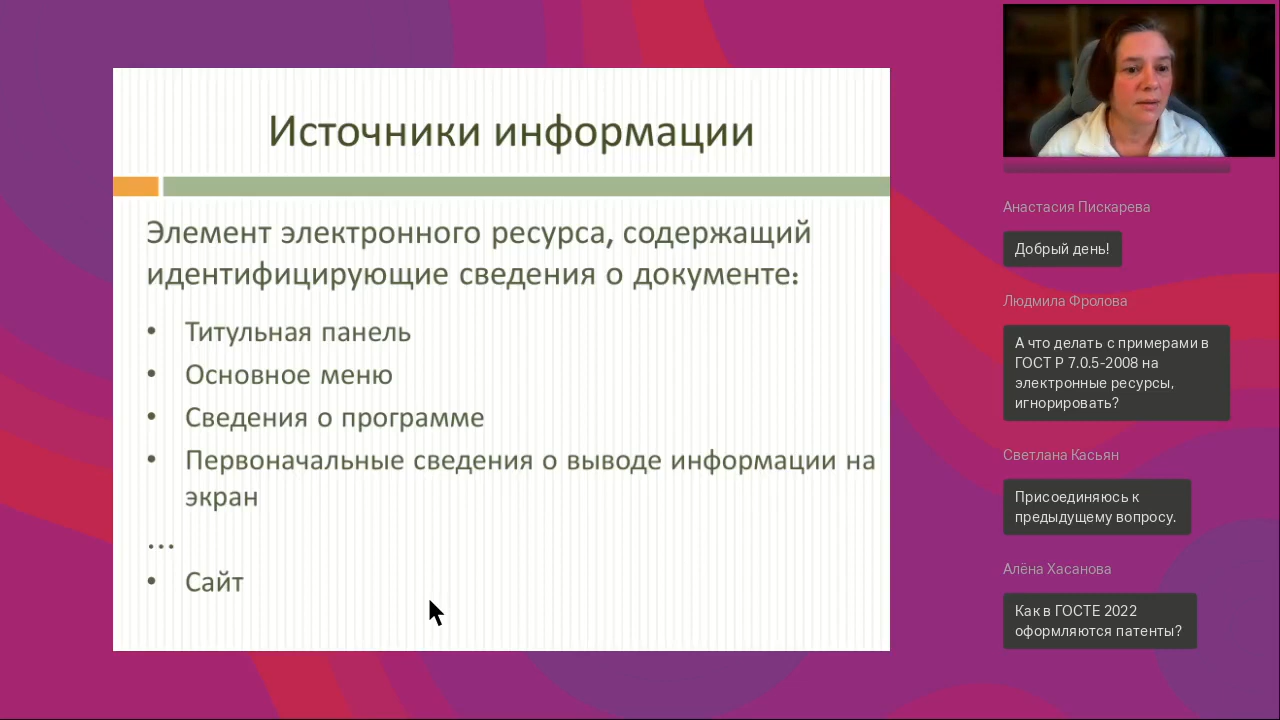 Источники информации
Элемент электронного ресурса, содержащий
идентифицирующие сведения о документе:
• Титульная панель
• Основное меню
• Сведения о программе
• Первоначальные сведения о выводе информации на
экран
...
• Сайт
Анастасия Пискарева
Добрый день!
Людмила Фролова
А что делать с примерами в
ГОСТ Р 7.0.5-2008 на
электронные ресурсы,
игнорировать?
Светлана Касьян
Присоединяюсь к
предыдущему вопросу.
Алёна Хасанова
Как в ГОСТЕ 2022
оформляются патенты?